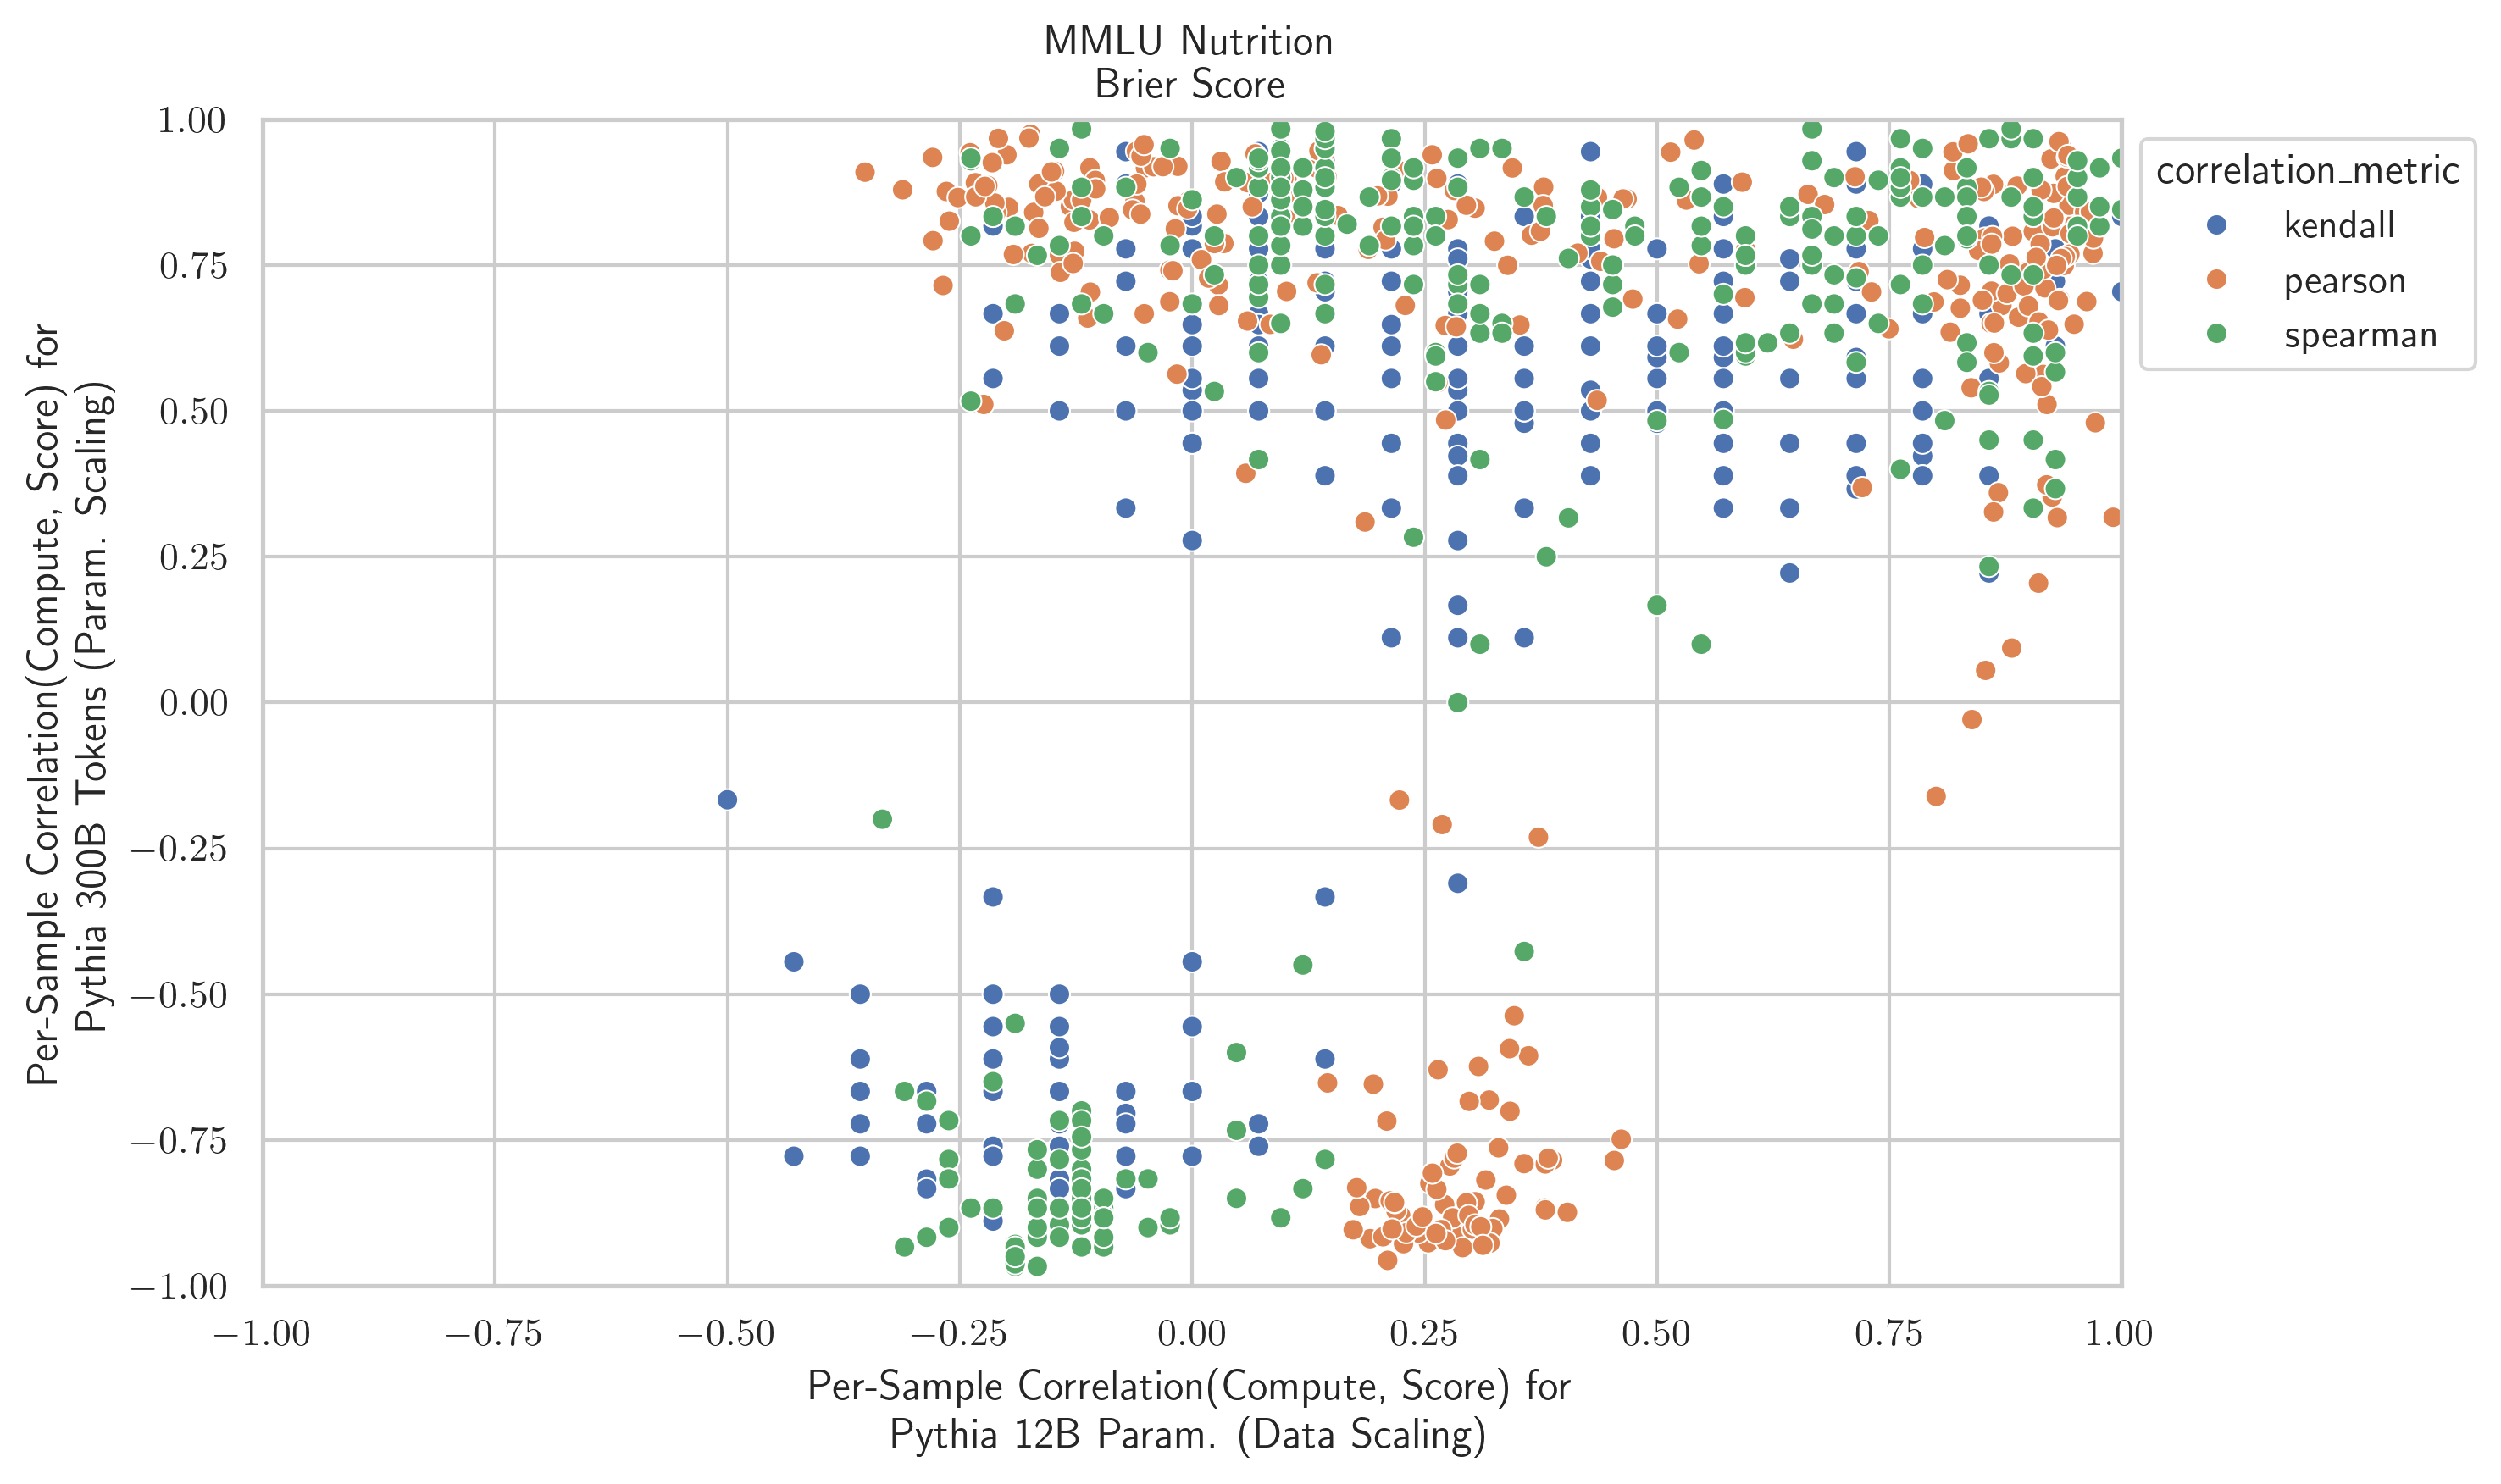 MMLU Nutrition
Brier Score
Per-Sample Correlation(Compute, Score) for
Pythia 300B Tokens (Param. Scaling)
1.00
0.75
0.50
0.25
0.00
−0.25
−0.50
−0.75
−1.00
−1.00 −0.75 −0.50 −0.25 0.00 0.25 0.50 0.75 1.00
Per-Sample Correlation(Compute, Score) for
Pythia 12B Param. (Data Scaling)
correlation_metric
kendall
pearson
spearman